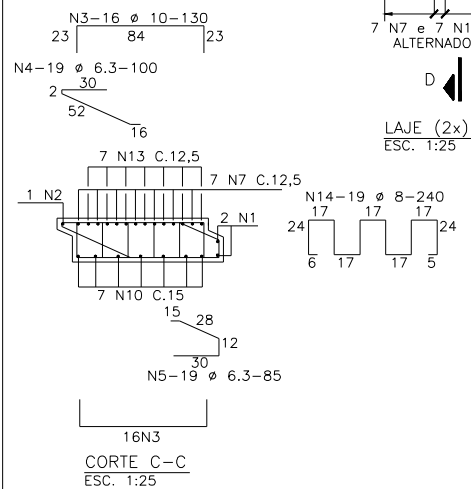 N3-16 ø 10-130
23 84 23
N4-19 ø 6.3-100
30
2
52
16
7 N7 e 7 N1
ALTERNADO
D
LAJE (2x)
ESC. 1:25
7 N13 C.12,5
7 N7 C.12,5
1 N2
2 N1
7 N10 C.15
N14-19 ø 8-240
17 17 17
24 24
6 17 17 5
15 28
12
30
N5-19 ø 6.3-85
16N3
CORTE C-C
ESC. 1:25